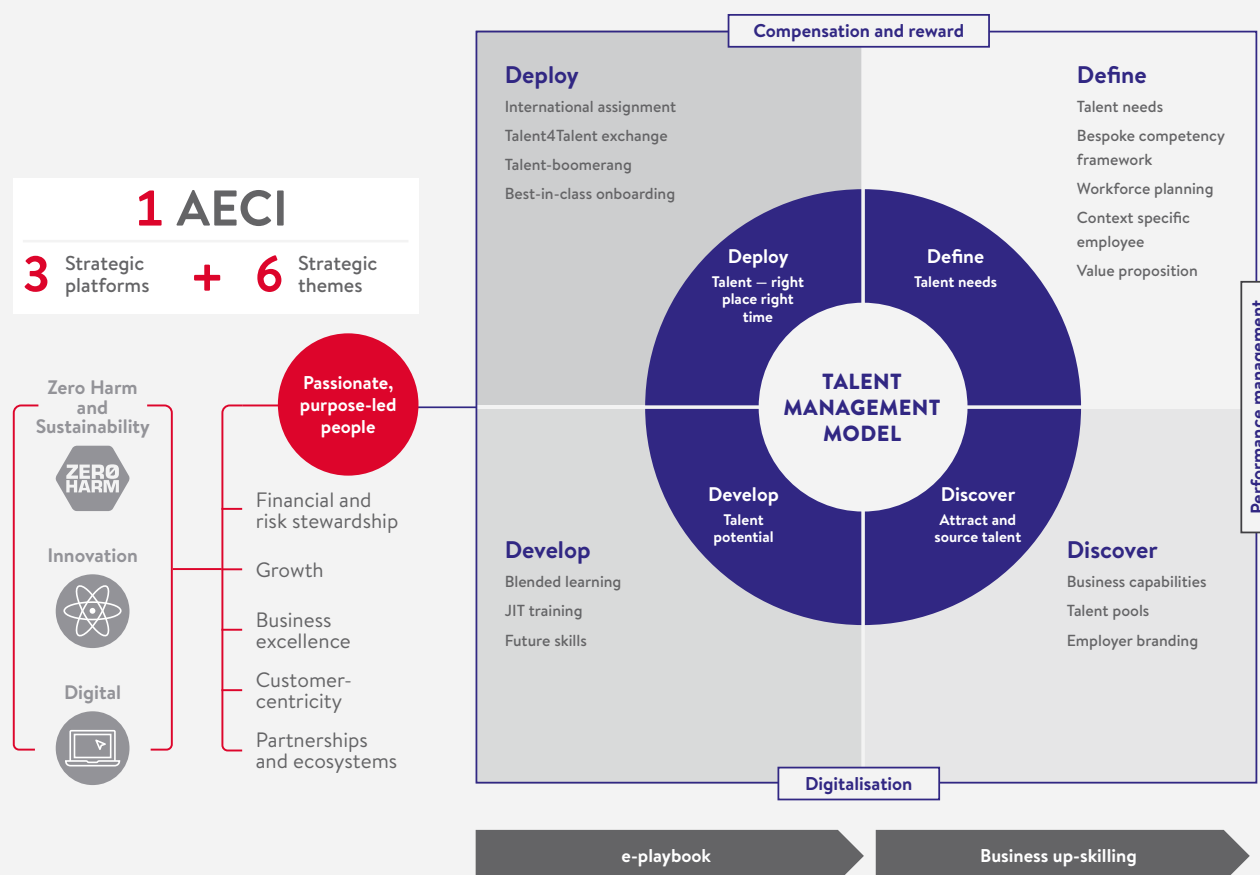 1 AECI
3 Strategic
platforms
+
6 Strategic
themes
Zero Harm
and
Sustainability
ZERØ
HARM
Innovation
Digital
Passionate,
purpose-led
people
Financial and
risk stewardship
Growth
Business
excellence
Customer-
centricity
Partnerships
and ecosystems
Compensation and reward
Deploy
International assignment
Talent4Talent exchange
Talent-boomerang
Best-in-class onboarding
Define
Talent needs
Bespoke competency
framework
Workforce planning
Context specific
employee
Value proposition
Deploy
Talent – right
place right
time
Define
Talent needs
TALENT
MANAGEMENT
MODEL
Develop
Talent
potential
Discover
Attract and
source talent
Develop
Blended learning
JIT training
Future skills
Discover
Business capabilities
Talent pools
Employer branding
Performance management
Digitalisation
e-playbook
Business up-skilling